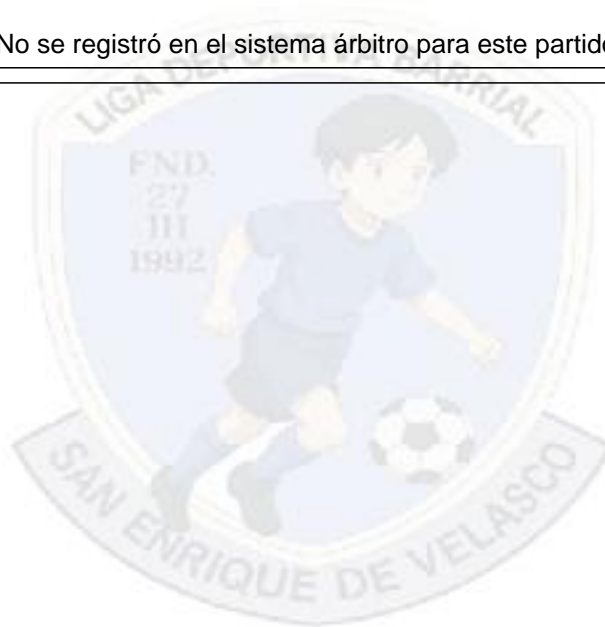 No se registró en el sistema árbitro para este partido
LIGA DEPORTIVA BARRIAL
FND.
27
III
1992
SAN ENRIQUE DE VELASCO